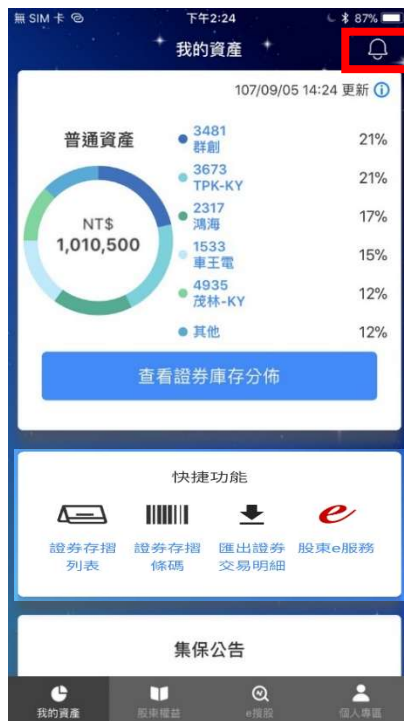 無 SIM 卡 下午2:24 87%
我的資產
107/09/05 14:24 更新
普通資產
NT$
1,010,500
3481
群創
21%
3673
TPK-KY
21%
2317
鴻海
17%
1533
車王電
15%
4935
茂林-KY
12%
其他
12%
查看證券庫存分佈
快捷功能
證券存摺
列表
證券存摺
條碼
匯出證券
交易明細
股東e服務
集保公告
我的資產 股東權益 e搜股 個人專區